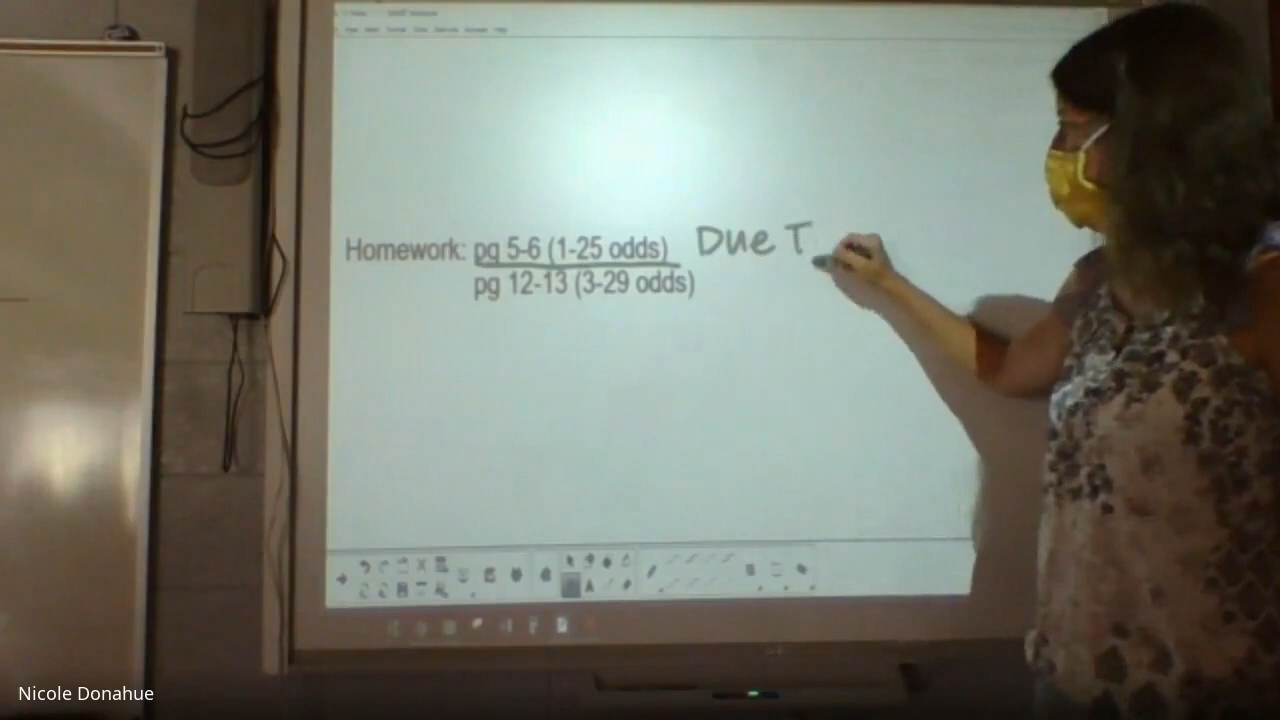 Homework: pg 5-6 (1-25 odds) Due T
pg 12-13 (3-29 odds)
Nicole Donahue